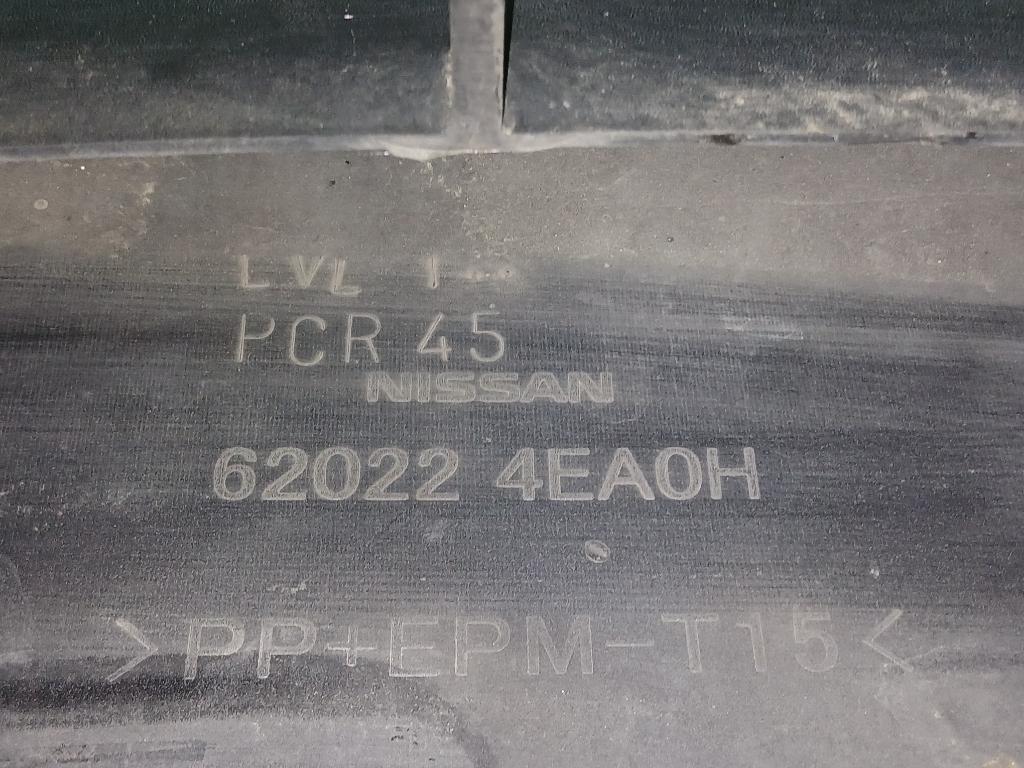 LVL 1
PCR 45
NISSAN
62022 4EA0H
>PP+EPM-T15<